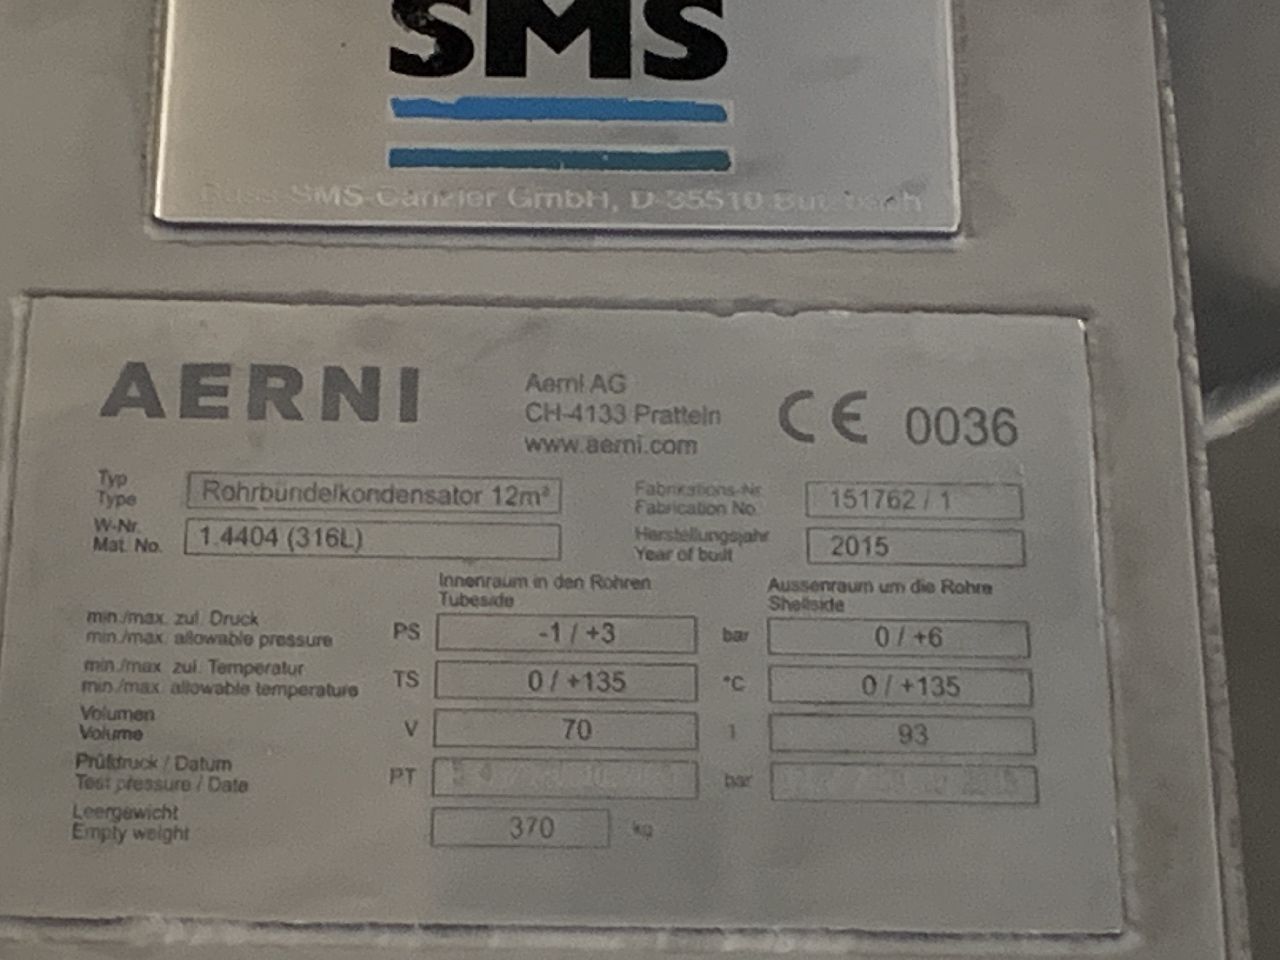 SMS
SMS-Canzler GmbH, D-35510
AERNI
Aerni AG
CH-4133 Pratteln
www.aerni.com
CE 0036
Typ
Type
Rohrbündelkondensator 12m²
Fabrikations-Nr.
Fabrication No.
151762 / 1
W-Nr.
Mat. No.
1.4404 (316L)
Herstellungsjahr
Year of built
2015
Innenraum in den Rohren
Tubeside
Aussenraum um die Rohre
Shellside
min./max. zul. Druck
min./max. allowable pressure
PS
-1 / +3
bar
0 / +6
min./max. zul. Temperatur
min./max. allowable temperature
TS
0 / +135
°C
0 / +135
Volumen
Volume
V
70
l
93
Prüfdruck / Datum
Test pressure / Date
PT
bar
Leergewicht
Empty weight
370
kg